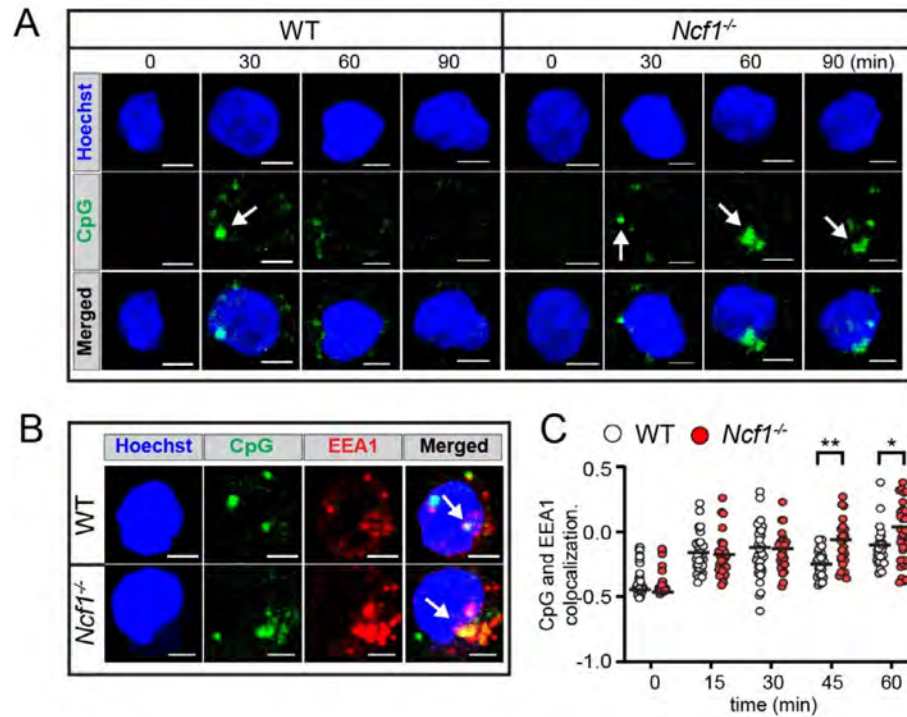 A
WT Ncf1-/-
0 30 60 90 0 30 60 90 (min)
Hoechst
CpG
Merged
B
Hoechst CpG EEA1 Merged
WT
Ncf1-/-
C
WT Ncf1-/-
** *
0.5
0.0
-0.5
-1.0
CpG and EEA1
colocalization.
0 15 30 45 60
time (min)